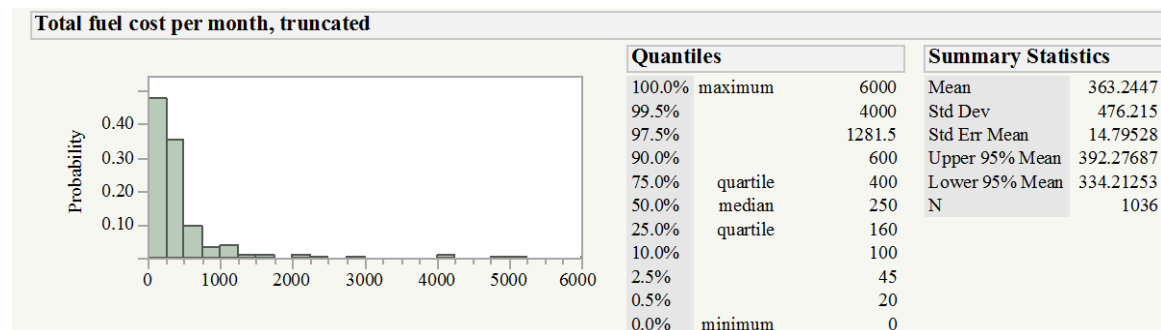 Total fuel cost per month, truncated
Probability
0.40
0.30
0.20
0.10
0 1000 2000 3000 4000 5000 6000
Quantiles
100.0% maximum 6000
99.5% 4000
97.5% 1281.5
90.0% 600
75.0% quartile 400
50.0% median 250
25.0% quartile 160
10.0% 100
2.5% 45
0.5% 20
0.0% minimum 0
Summary Statistics
Mean 363.2447
Std Dev 476.215
Std Err Mean 14.79528
Upper 95% Mean 392.27687
Lower 95% Mean 334.21253
N 1036